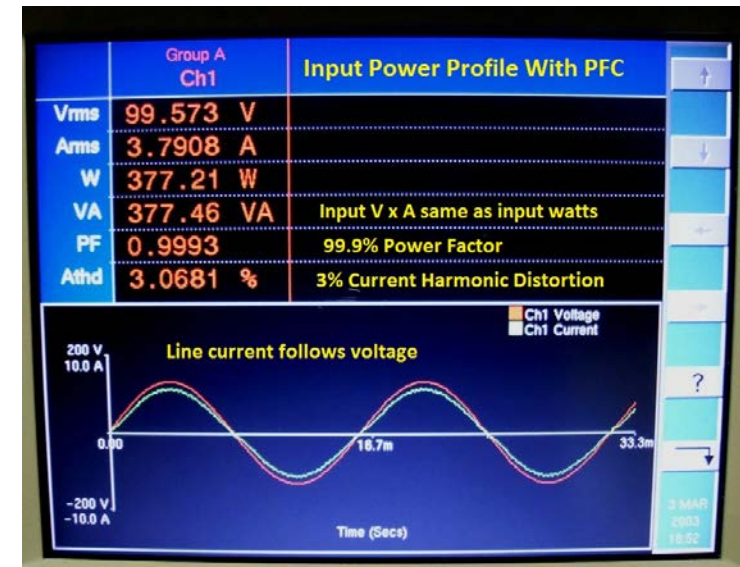 Group A
Ch1
Input Power Profile With PFC
Vrms 99.573 V
Arms 3.7908 A
W 377.21 W
VA 377.46 VA Input V x A same as input watts
PF 0.9993 99.9% Power Factor
Athd 3.0681 % 3% Current Harmonic Distortion
Ch1 Voltage
Ch1 Current
200 V
10.0 A
Line current follows voltage
?
0.00 16.7m 33.3m
-200 V
-10.0 A
Time (Secs)
3 MAR
2003
16:52